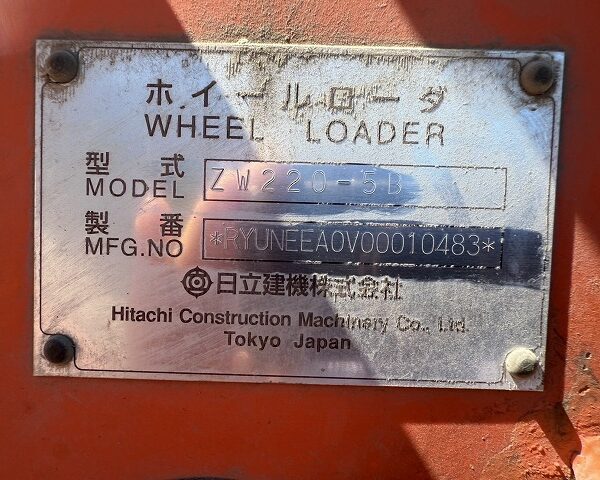 ホイールローダ
WHEEL LOADER
型式
MODEL ZW220-5B
製番
MFG.NO *RYUNEEA0V00010483*
日立建機株式会社
Hitachi Construction Machinery Co., Ltd.
Tokyo Japan